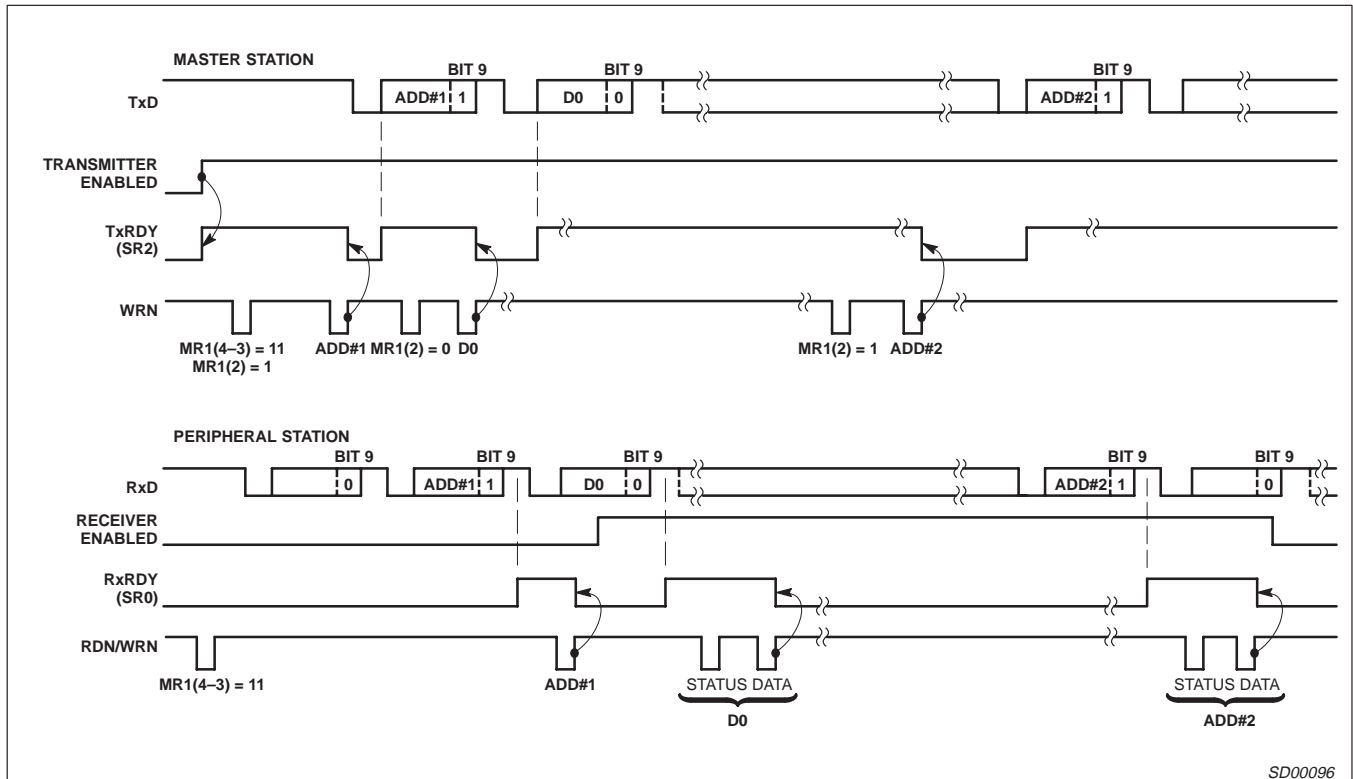 MASTER STATION
BIT 9 BIT 9 BIT 9
TxD ADD#1 1 D0 0 ADD#2 1
TRANSMITTER
ENABLED
TxRDY
(SR2)
WRN
MR1(4–3) = 11 ADD#1 MR1(2) = 0 D0 MR1(2) = 1 ADD#2
MR1(2) = 1
PERIPHERAL STATION
BIT 9 BIT 9 BIT 9 BIT 9 BIT 9
RxD 0 ADD#1 1 D0 0 ADD#2 1 0
RECEIVER
ENABLED
RxRDY
(SR0)
RDN/WRN
MR1(4–3) = 11 ADD#1 STATUS DATA STATUS DATA
D0 ADD#2
SD00096